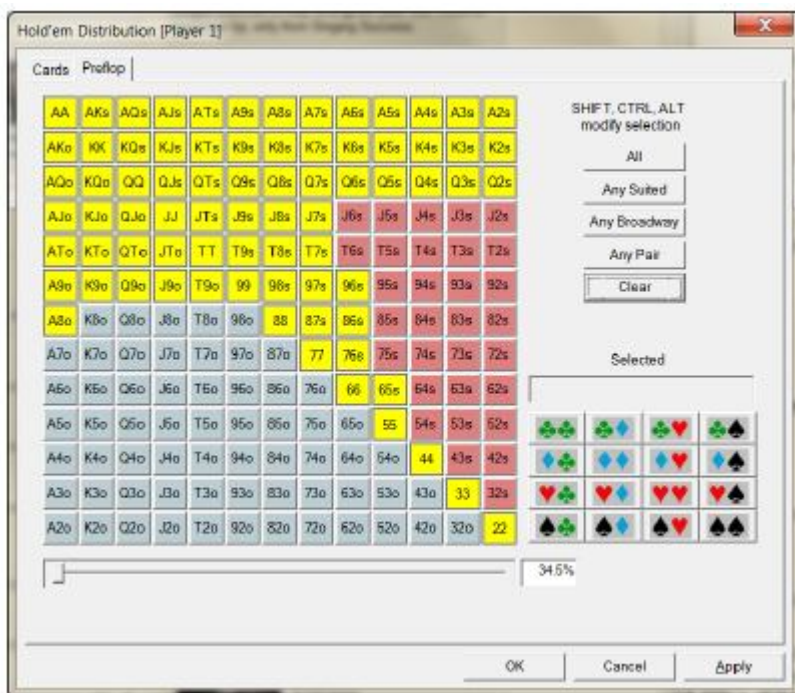 Hold'em Distribution [Player 1]
Cards Preflop
AA AKs AQs AJs ATs A9s A8s A7s A6s A5s A4s A3s A2s
SHIFT, CTRL, ALT
modify selection
AKo KK KQs KJs KTs K9s K8s K7s K6s K5s K4s K3s K2s
All
AQo KQo QQ QJs QTs Q9s Q8s Q7s Q6s Q5s Q4s Q3s Q2s
Any Suited
AJo KJo QJo JJ JTs J9s J8s J7s J6s J5s J4s J3s J2s
Any Broadway
ATo KTo QTo JTo TT T9s T8s T7s T6s T5s T4s T3s T2s
Any Pair
A9o K9o Q9o J9o T9o 99 98s 97s 96s 95s 94s 93s 92s
Clear
A8o K8o Q8o J8o T8o 98o 88 87s 86s 85s 84s 83s 82s
A7o K7o Q7o J7o T7o 97o 87o 77 76s 75s 74s 73s 72s
Selected
A6o K6o Q6o J6o T6o 96o 86o 76o 66 65s 64s 63s 62s
A5o K5o Q5o J5o T5o 95o 85o 75o 65o 55 54s 53s 52s
A4o K4o Q4o J4o T4o 94o 84o 74o 64o 54o 44 43s 42s
A3o K3o Q3o J3o T3o 93o 83o 73o 63o 53o 43o 33 32s
A2o K2o Q2o J2o T2o 92o 82o 72o 62o 52o 42o 32o 22
34.5%
OK Cancel Apply